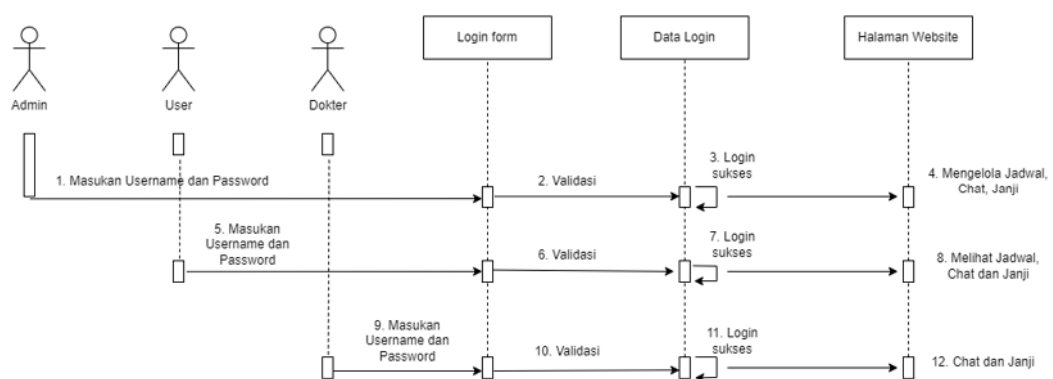 Login form
Data Login
Halaman Website
Admin
User
Dokter
1. Masukan Username dan Password
2. Validasi
3. Login
sukses
4. Mengelola Jadwal,
Chat, Janji
5. Masukan
Username dan
Password
6. Validasi
7. Login
sukses
8. Melihat Jadwal,
Chat dan Janji
9. Masukan
Username dan
Password
10. Validasi
11. Login
sukses
12. Chat dan Janji